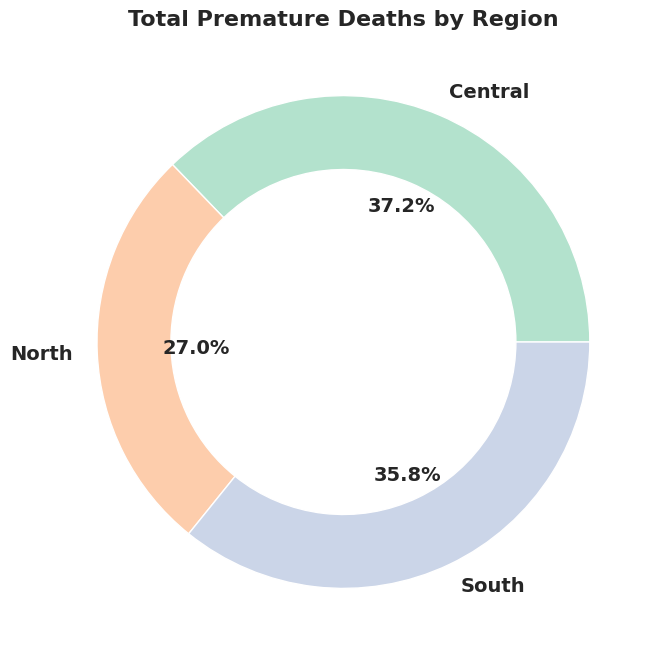 Total Premature Deaths by Region
Central
37.2%
North
27.0%
35.8%
South